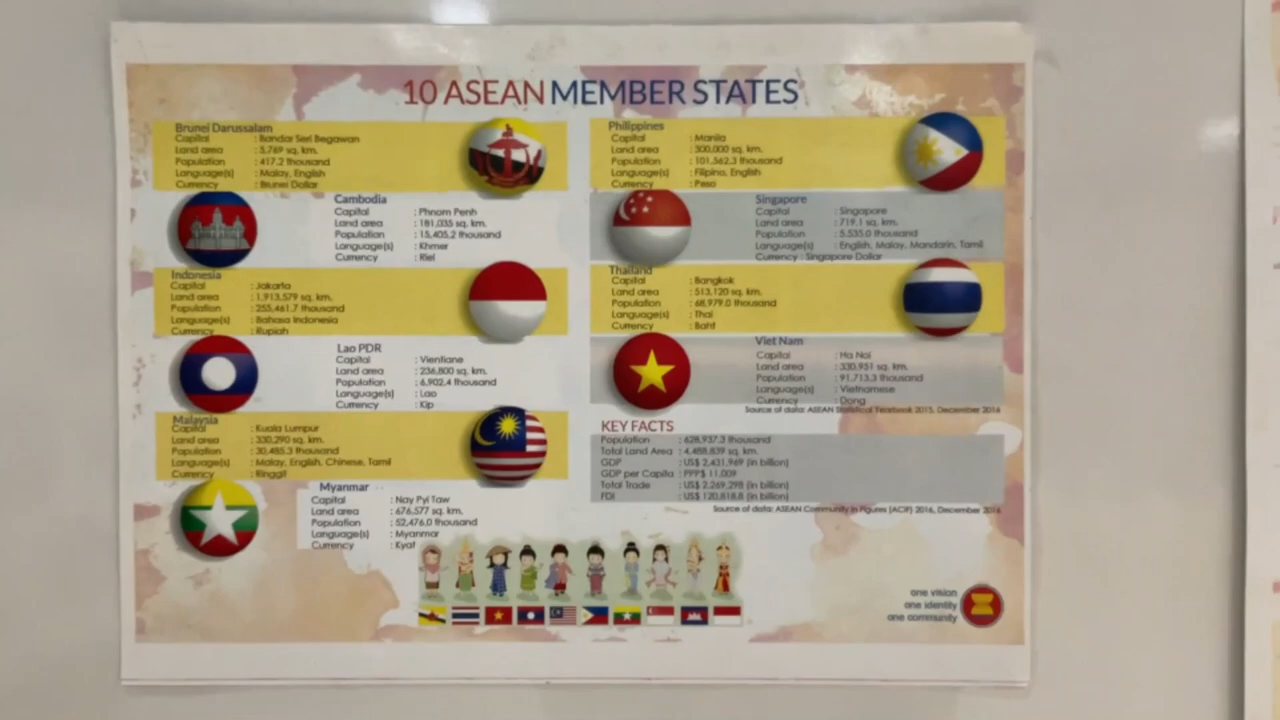 10 ASEAN MEMBER STATES
Brunei Darussalam
Capital : Bandar Seri Begawan
Land area : 5,769 sq. km.
Population : 417.2 thousand
Language(s) : Malay, English
Currency : Brunei Dollar
Cambodia
Capital : Phnom Penh
Land area : 181,035 sq. km.
Population : 15,405.2 thousand
Language(s) : Khmer
Currency : Riel
Indonesia
Capital : Jakarta
Land area : 1,913,579 sq. km.
Population : 255,461.7 thousand
Language(s) : Bahasa Indonesia
Currency : Rupiah
Lao PDR
Capital : Vientiane
Land area : 236,800 sq. km.
Population : 6,902.4 thousand
Language(s) : Lao
Currency : Kip
Malaysia
Capital : Kuala Lumpur
Land area : 330,290 sq. km.
Population : 30,485.3 thousand
Language(s) : Malay, English, Chinese, Tamil
Currency : Ringgit
Myanmar
Capital : Nay Pyi Taw
Land area : 676,577 sq. km.
Population : 52,476.0 thousand
Language(s) : Myanmar
Currency : Kyat
Philippines
Capital : Manila
Land area : 300,000 sq. km.
Population : 101,562.3 thousand
Language(s) : Filipino, English
Currency : Peso
Singapore
Capital : Singapore
Land area : 719.1 sq. km.
Population : 5,535.0 thousand
Language(s) : English, Malay, Mandarin, Tamil
Currency : Singapore Dollar
Thailand
Capital : Bangkok
Land area : 513,120 sq. km.
Population : 68,979.0 thousand
Language(s) : Thai
Currency : Baht
Viet Nam
Capital : Ha Noi
Land area : 330,951 sq. km.
Population : 91,713.3 thousand
Language(s) : Vietnamese
Currency : Dong
Source of data: ASEAN Statistical Yearbook 2015, December 2016
KEY FACTS
Population : 628,937.3 thousand
Total Land Area : 4,488,839 sq. km.
GDP : US$ 2,431,969 (in billion)
GDP per Capita : PPP$ 11,009
Total Trade : US$ 2,269,298 (in billion)
FDI : US$ 120,818.8 (in billion)
Source of data: ASEAN Community in Figures (ACIF) 2016, December 2016
one vision
one identity
one community